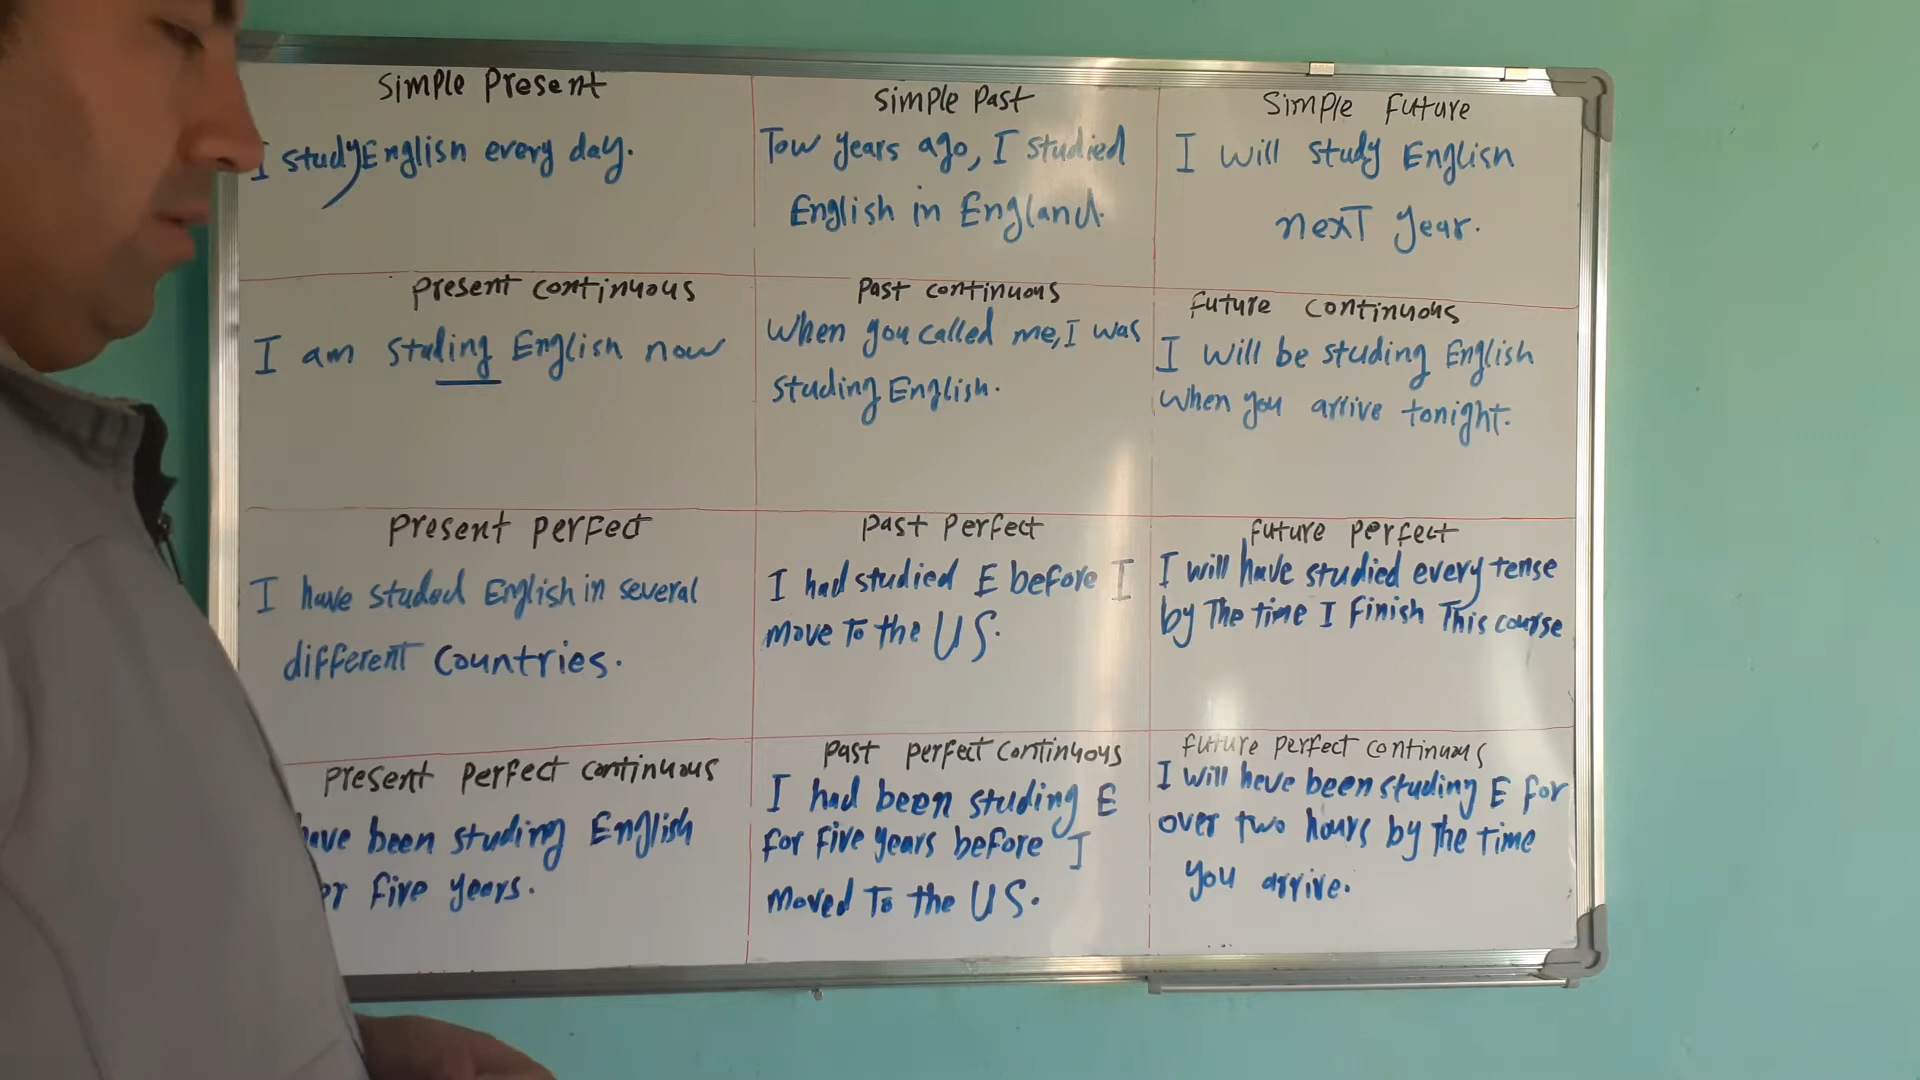 Simple Present
I study English every day.
Simple Past
Tow years ago, I studied
English in England.
Simple Future
I will study English
next year.
Present continuous
I am studing English now
Past continuous
When you called me, I was
studing English.
Future continuous
I will be studing English
when you arrive tonight.
Present Perfect
I have studed English in several
different countries.
Past Perfect
I had studied E before I
move to the US.
Future perfect
I will have studied every tense
by The time I Finish This course
Present perfect continuous
have been studing English
five years.
Past perfect continuous
I had been studing E
for five years before I
moved To the US.
future perfect continuous
I will heve been studing E for
over two hours by the time
you arrive.